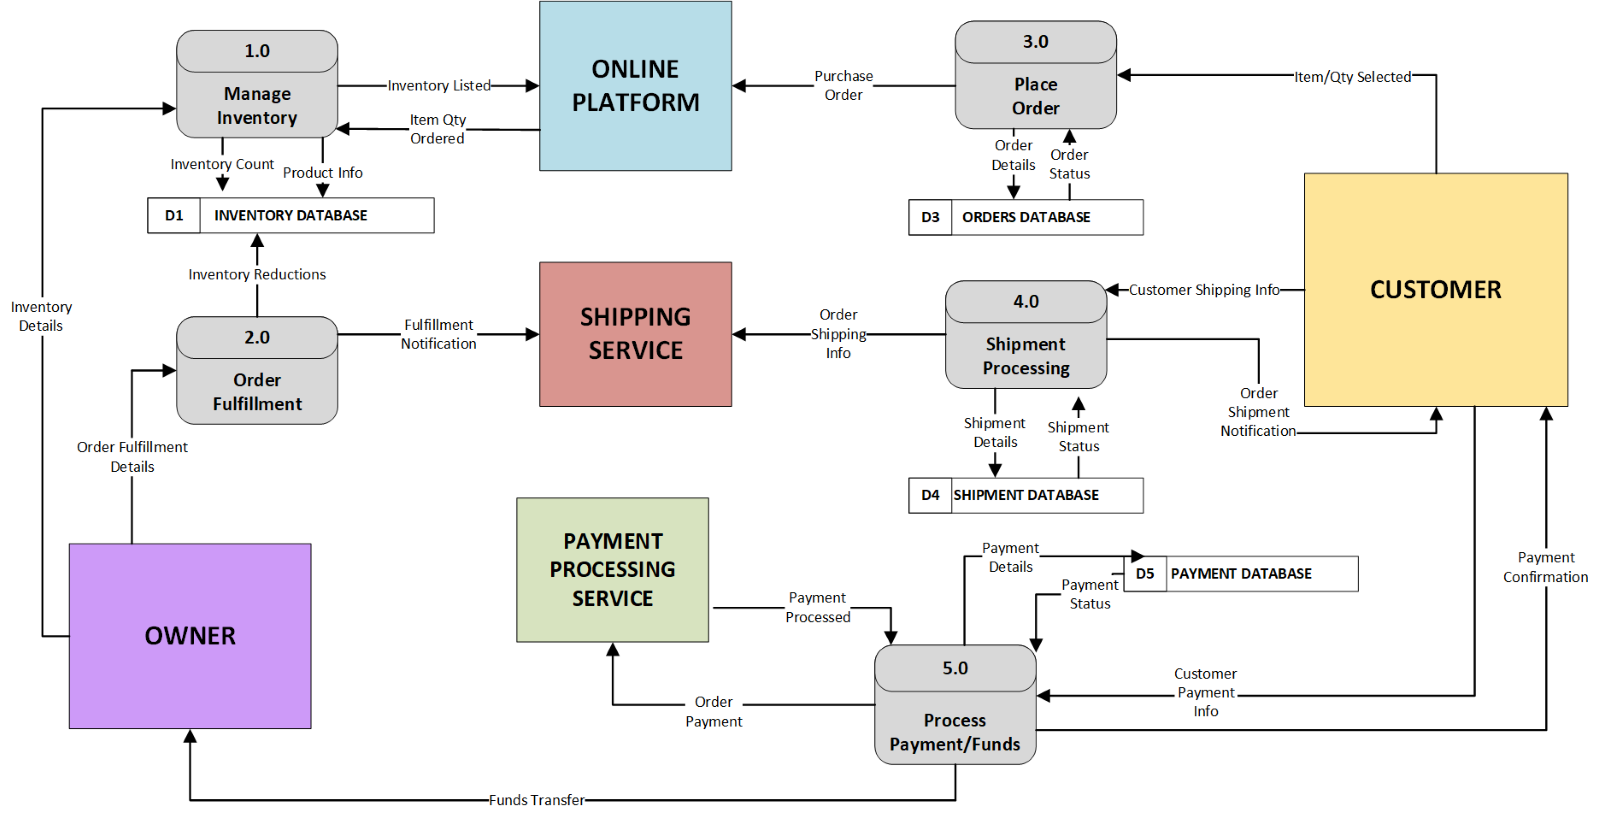 1.0
Manage
Inventory
Inventory Listed
ONLINE
PLATFORM
Purchase
Order
3.0
Place
Order
Item/Qty Selected
Item Qty
Ordered
Inventory Count
Product Info
Order
Details
Order
Status
D1 INVENTORY DATABASE
D3 ORDERS DATABASE
Inventory Reductions
Inventory
Details
2.0
Order
Fulfillment
Fulfillment
Notification
SHIPPING
SERVICE
Order
Shipping
Info
4.0
Shipment
Processing
Customer Shipping Info
CUSTOMER
Order
Shipment
Notification
Shipment
Details
Shipment
Status
D4 SHIPMENT DATABASE
Order Fulfillment
Details
OWNER
PAYMENT
PROCESSING
SERVICE
Payment
Details
D5 PAYMENT DATABASE
Payment
Status
Payment
Confirmation
Payment
Processed
5.0
Process
Payment/Funds
Customer
Payment
Info
Order
Payment
Funds Transfer